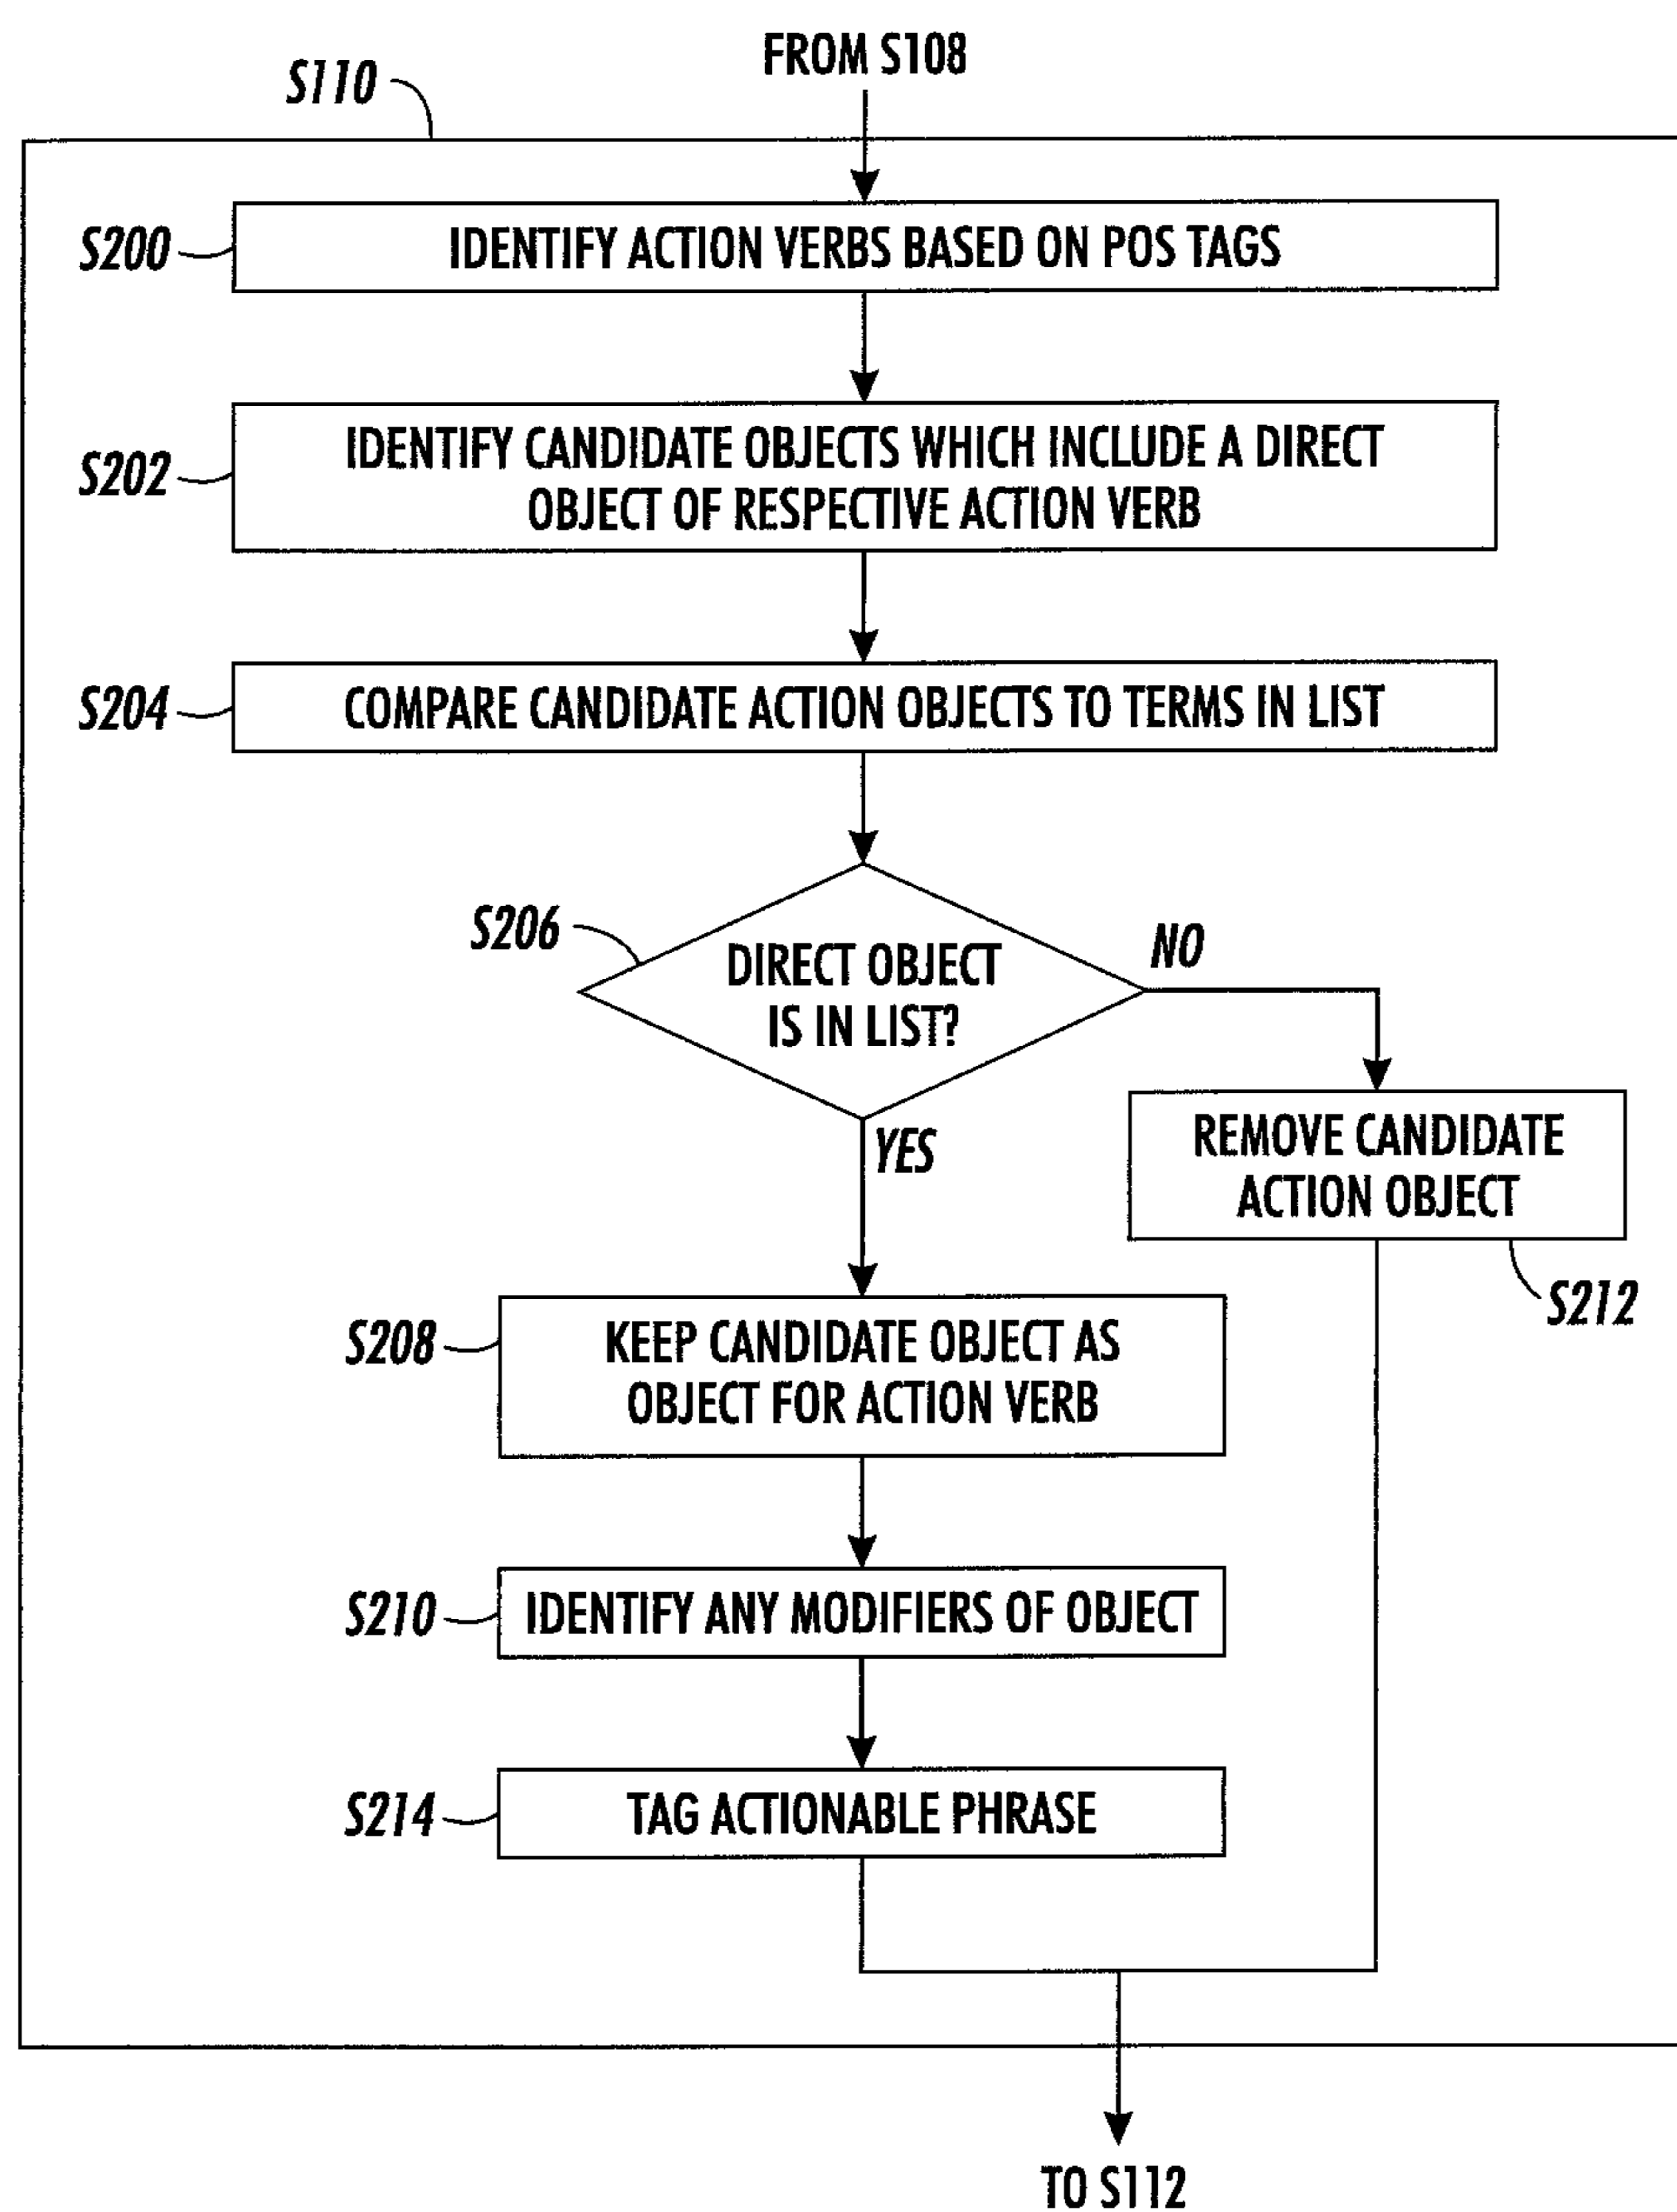 FROM S108
S110
S200
IDENTIFY ACTION VERBS BASED ON POS TAGS
S202
IDENTIFY CANDIDATE OBJECTS WHICH INCLUDE A DIRECT
OBJECT OF RESPECTIVE ACTION VERB
S204
COMPARE CANDIDATE ACTION OBJECTS TO TERMS IN LIST
S206
DIRECT OBJECT
IS IN LIST?
NO
YES
REMOVE CANDIDATE
ACTION OBJECT
S212
S208
KEEP CANDIDATE OBJECT AS
OBJECT FOR ACTION VERB
S210
IDENTIFY ANY MODIFIERS OF OBJECT
S214
TAG ACTIONABLE PHRASE
TO S112